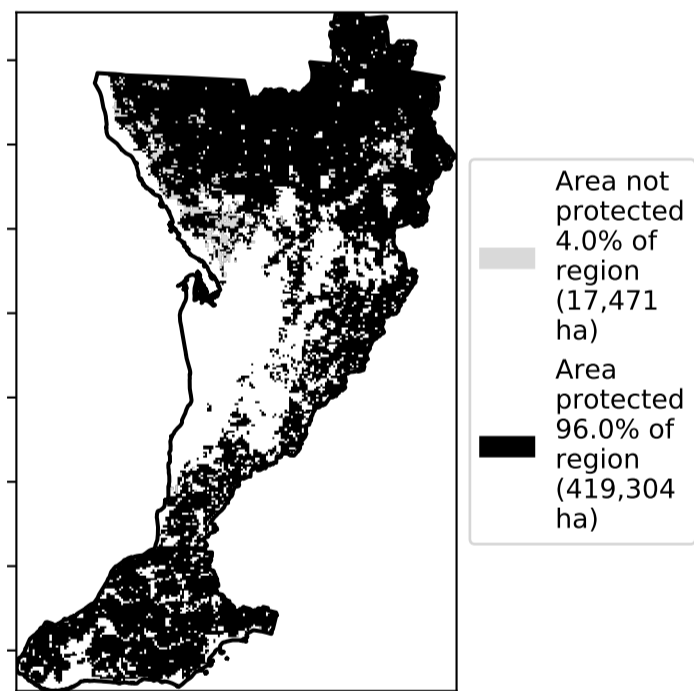 Area not
protected
4.0% of
region
(17,471
ha)
Area
protected
96.0% of
region
(419,304
ha)